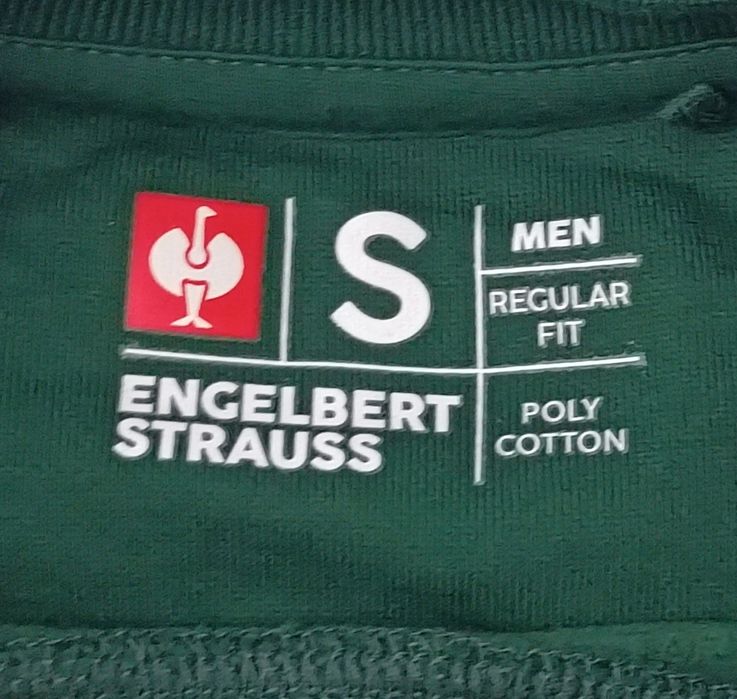 S
MEN
REGULAR
FIT
ENGELBERT
STRAUSS
POLY
COTTON